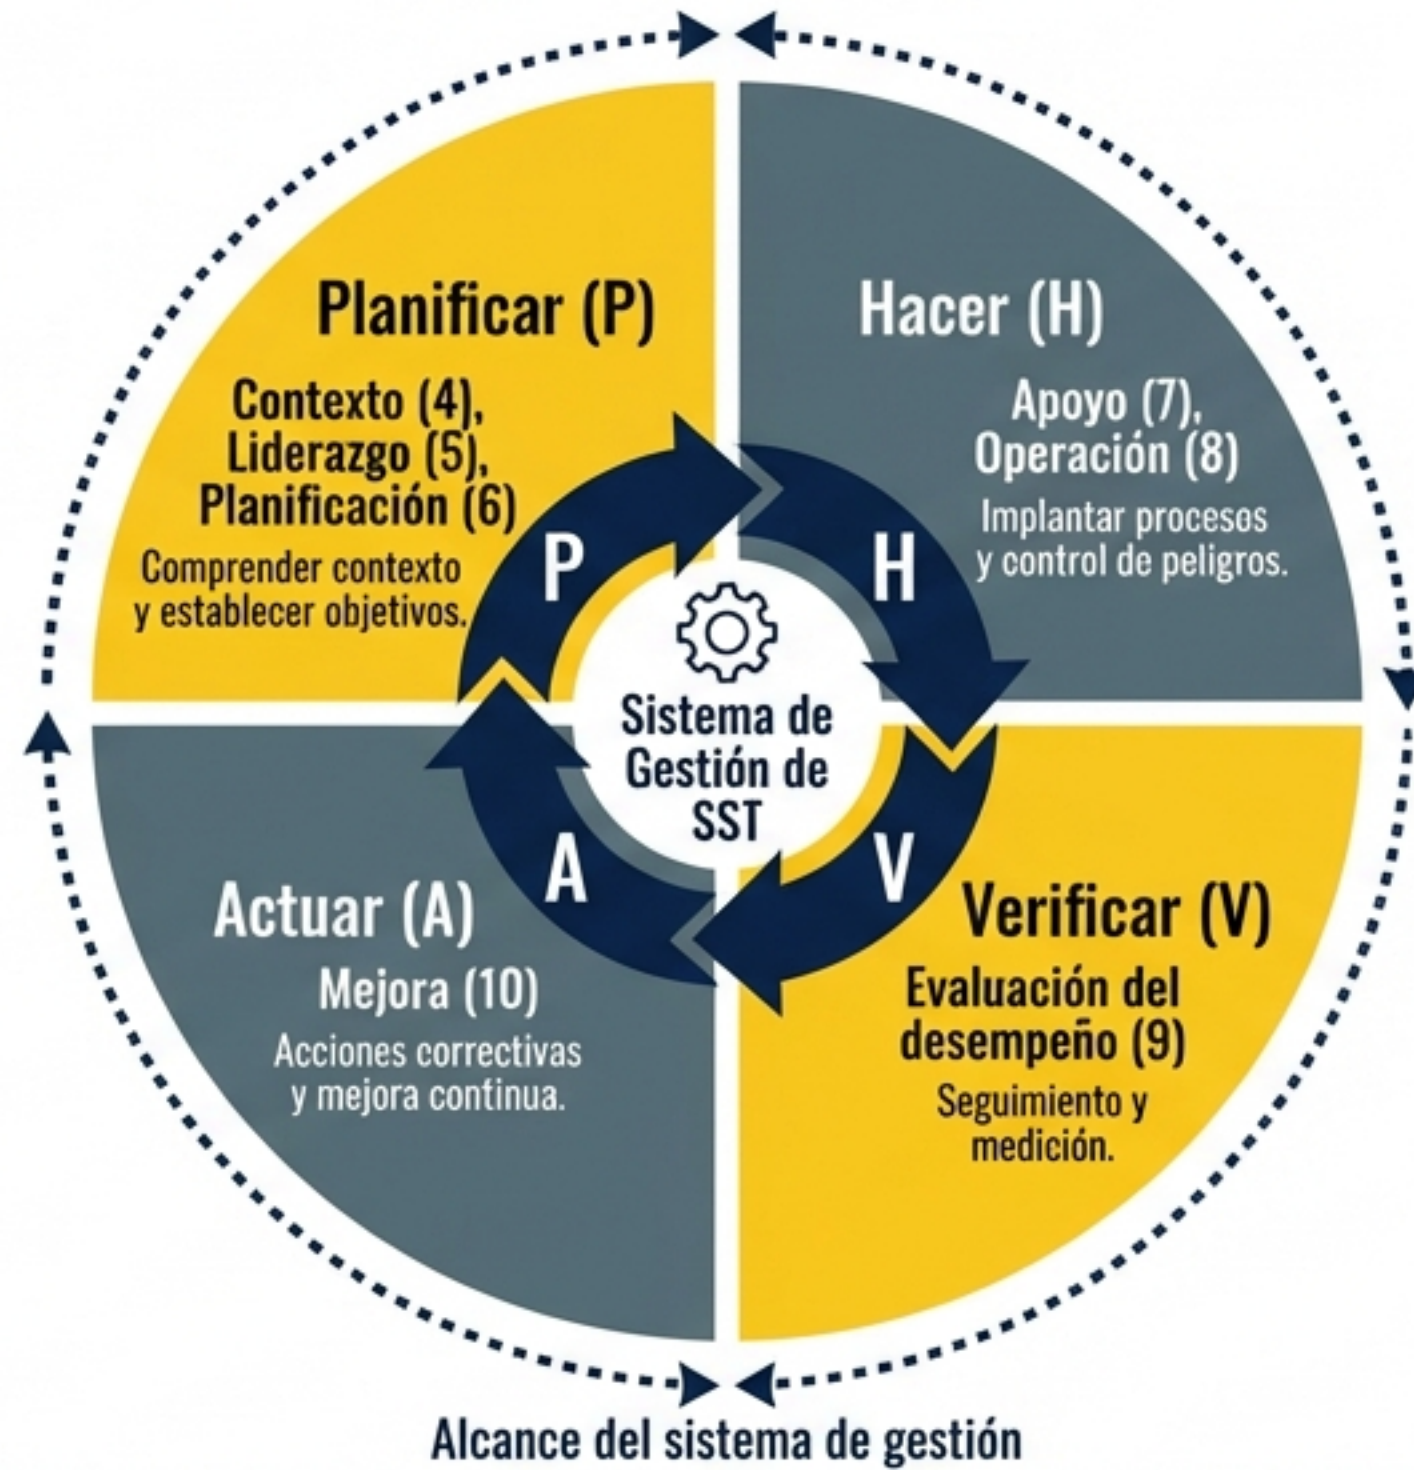 Planificar (P)
Contexto (4),
Liderazgo (5),
Planificación (6)
Comprender contexto
y establecer objetivos.
Hacer (H)
Apoyo (7),
Operación (8)
Implantar procesos
y control de peligros.
P
H
Sistema de
Gestión de
SST
A
V
Actuar (A)
Mejora (10)
Acciones correctivas
y mejora continua.
Verificar (V)
Evaluación del
desempeño (9)
Seguimiento y
medición.
Alcance del sistema de gestión